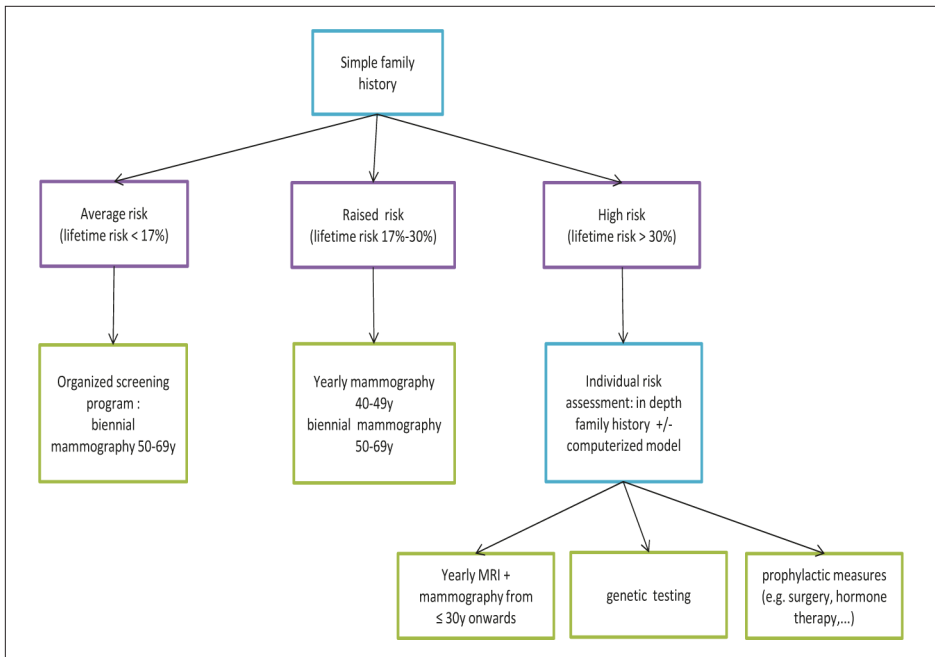 Simple family
history
Average risk
(lifetime risk < 17%)
Raised risk
(lifetime risk 17%-30%)
High risk
(lifetime risk > 30%)
Organized screening
program :
biennial
mammography 50-69y
Yearly mammography
40-49y
biennial mammography
50-69y
Individual risk
assessment: in depth
family history +/-
computerized model
Yearly MRI +
mammography from
≤ 30y onwards
genetic testing
prophylactic measures
(e.g. surgery, hormone
therapy,...)